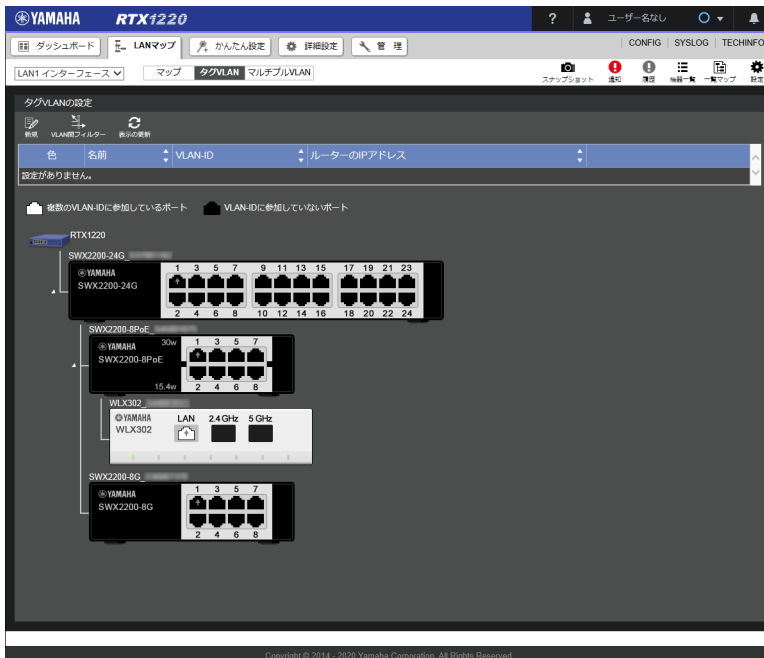 YAMAHA RTX1220 ? ユーザー名なし
ダッシュボード LANマップ かんたん設定 詳細設定 管 理 CONFIG SYSLOG TECHINFO
LAN1 インターフェース マップ タグVLAN マルチプルVLAN スナップショット 通知 履歴 機器一覧 一覧マップ 設定
タグVLANの設定
新規 VLAN間フィルター 表示の更新
色 名前 VLAN-ID ルーターのIPアドレス
設定がありません。
複数のVLAN-IDに参加しているポート VLAN-IDに参加していないポート
RTX1220
SWX2200-24G_
1 3 5 7 9 11 13 15 17 19 21 23
YAMAHA
SWX2200-24G
2 4 6 8 10 12 14 16 18 20 22 24
SWX2200-8PoE_
30w 1 3 5 7
YAMAHA
SWX2200-8PoE
15.4w 2 4 6 8
WLX302_
YAMAHA LAN 2.4 GHz 5 GHz
WLX302
SWX2200-8G_
1 3 5 7
YAMAHA
SWX2200-8G
2 4 6 8
Copyright © 2014 - 2020 Yamaha Corporation. All Rights Reserved.